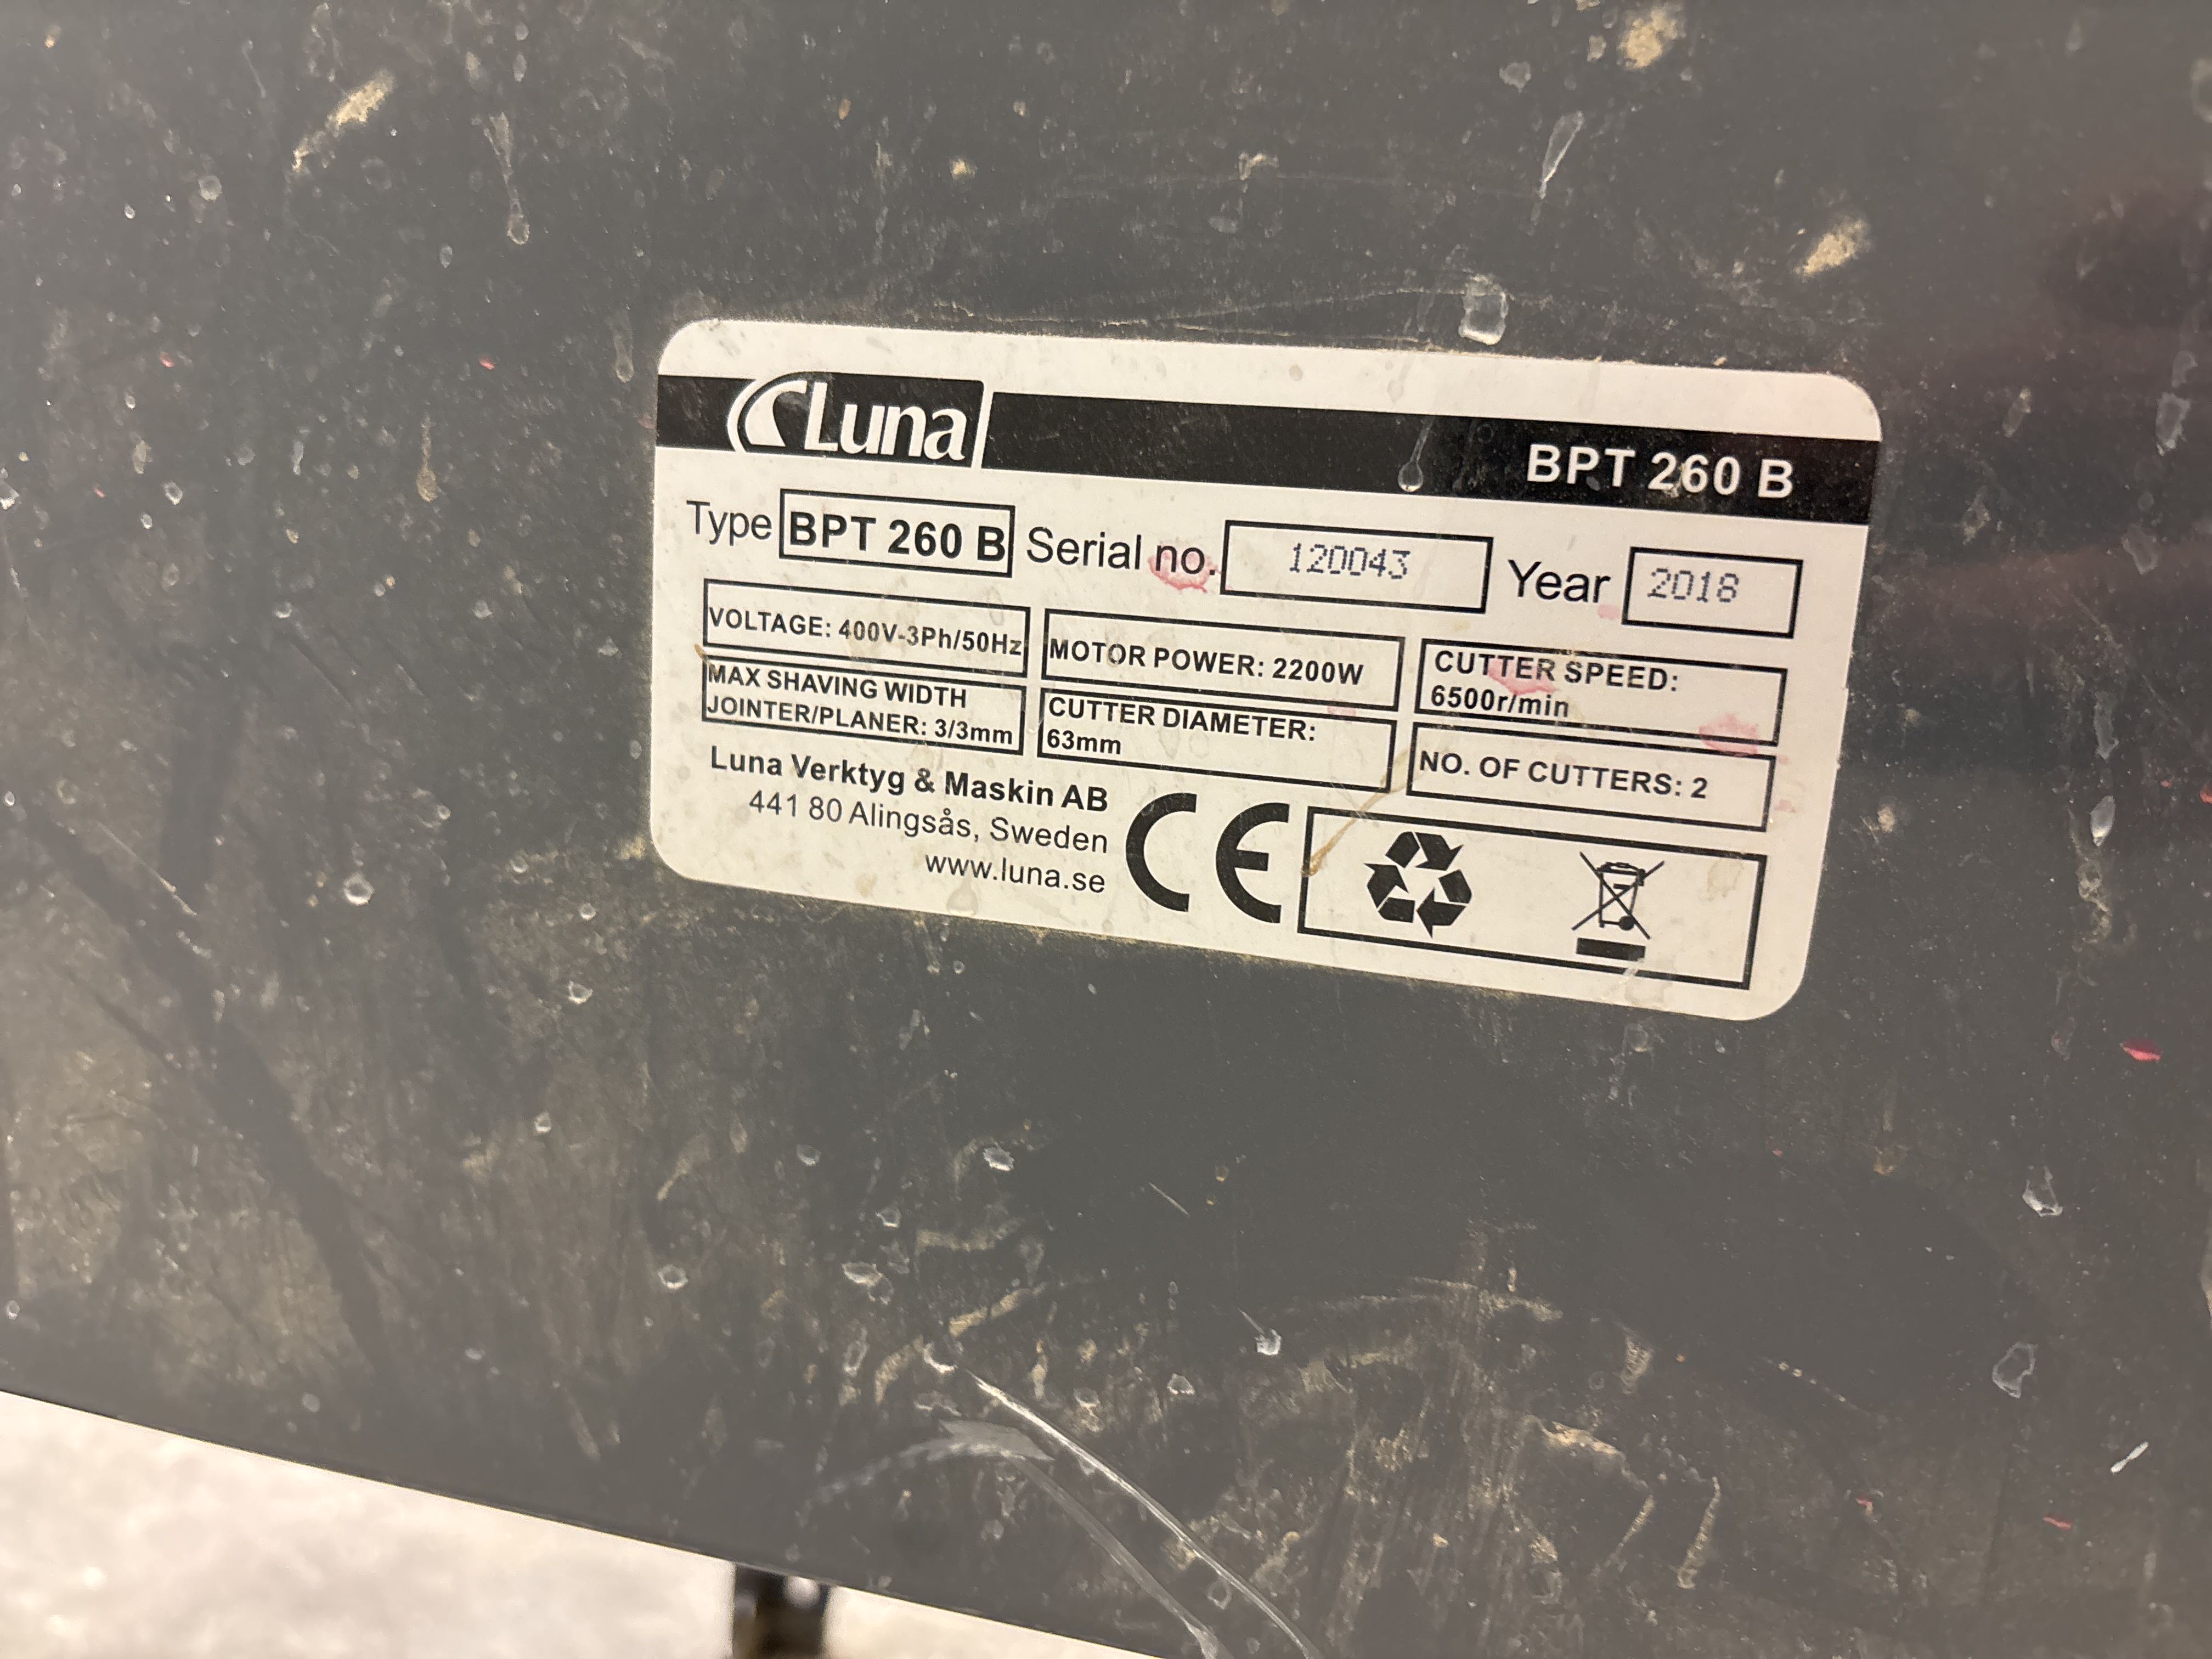 Luna
BPT 260 B
Type BPT 260 B Serial no. 120043 Year 2018
VOLTAGE: 400V-3Ph/50Hz
MOTOR POWER: 2200W
CUTTER SPEED:
6500r/min
MAX SHAVING WIDTH
JOINTER/PLANER: 3/3mm
CUTTER DIAMETER:
63mm
NO. OF CUTTERS: 2
Luna Verktyg & Maskin AB
441 80 Alingsås, Sweden
www.luna.se
CE